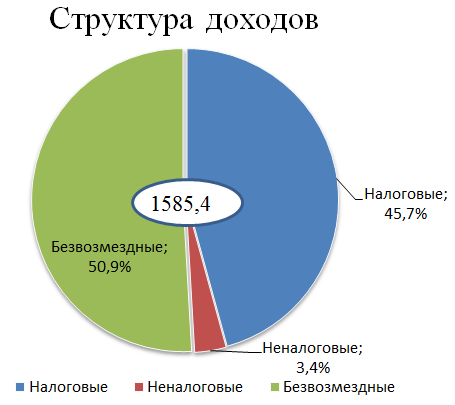 Структура доходов
1585,4
Налоговые;
45,7%
Безвозмездные;
50,9%
Неналоговые;
3,4%
Налоговые
Неналоговые
Безвозмездные